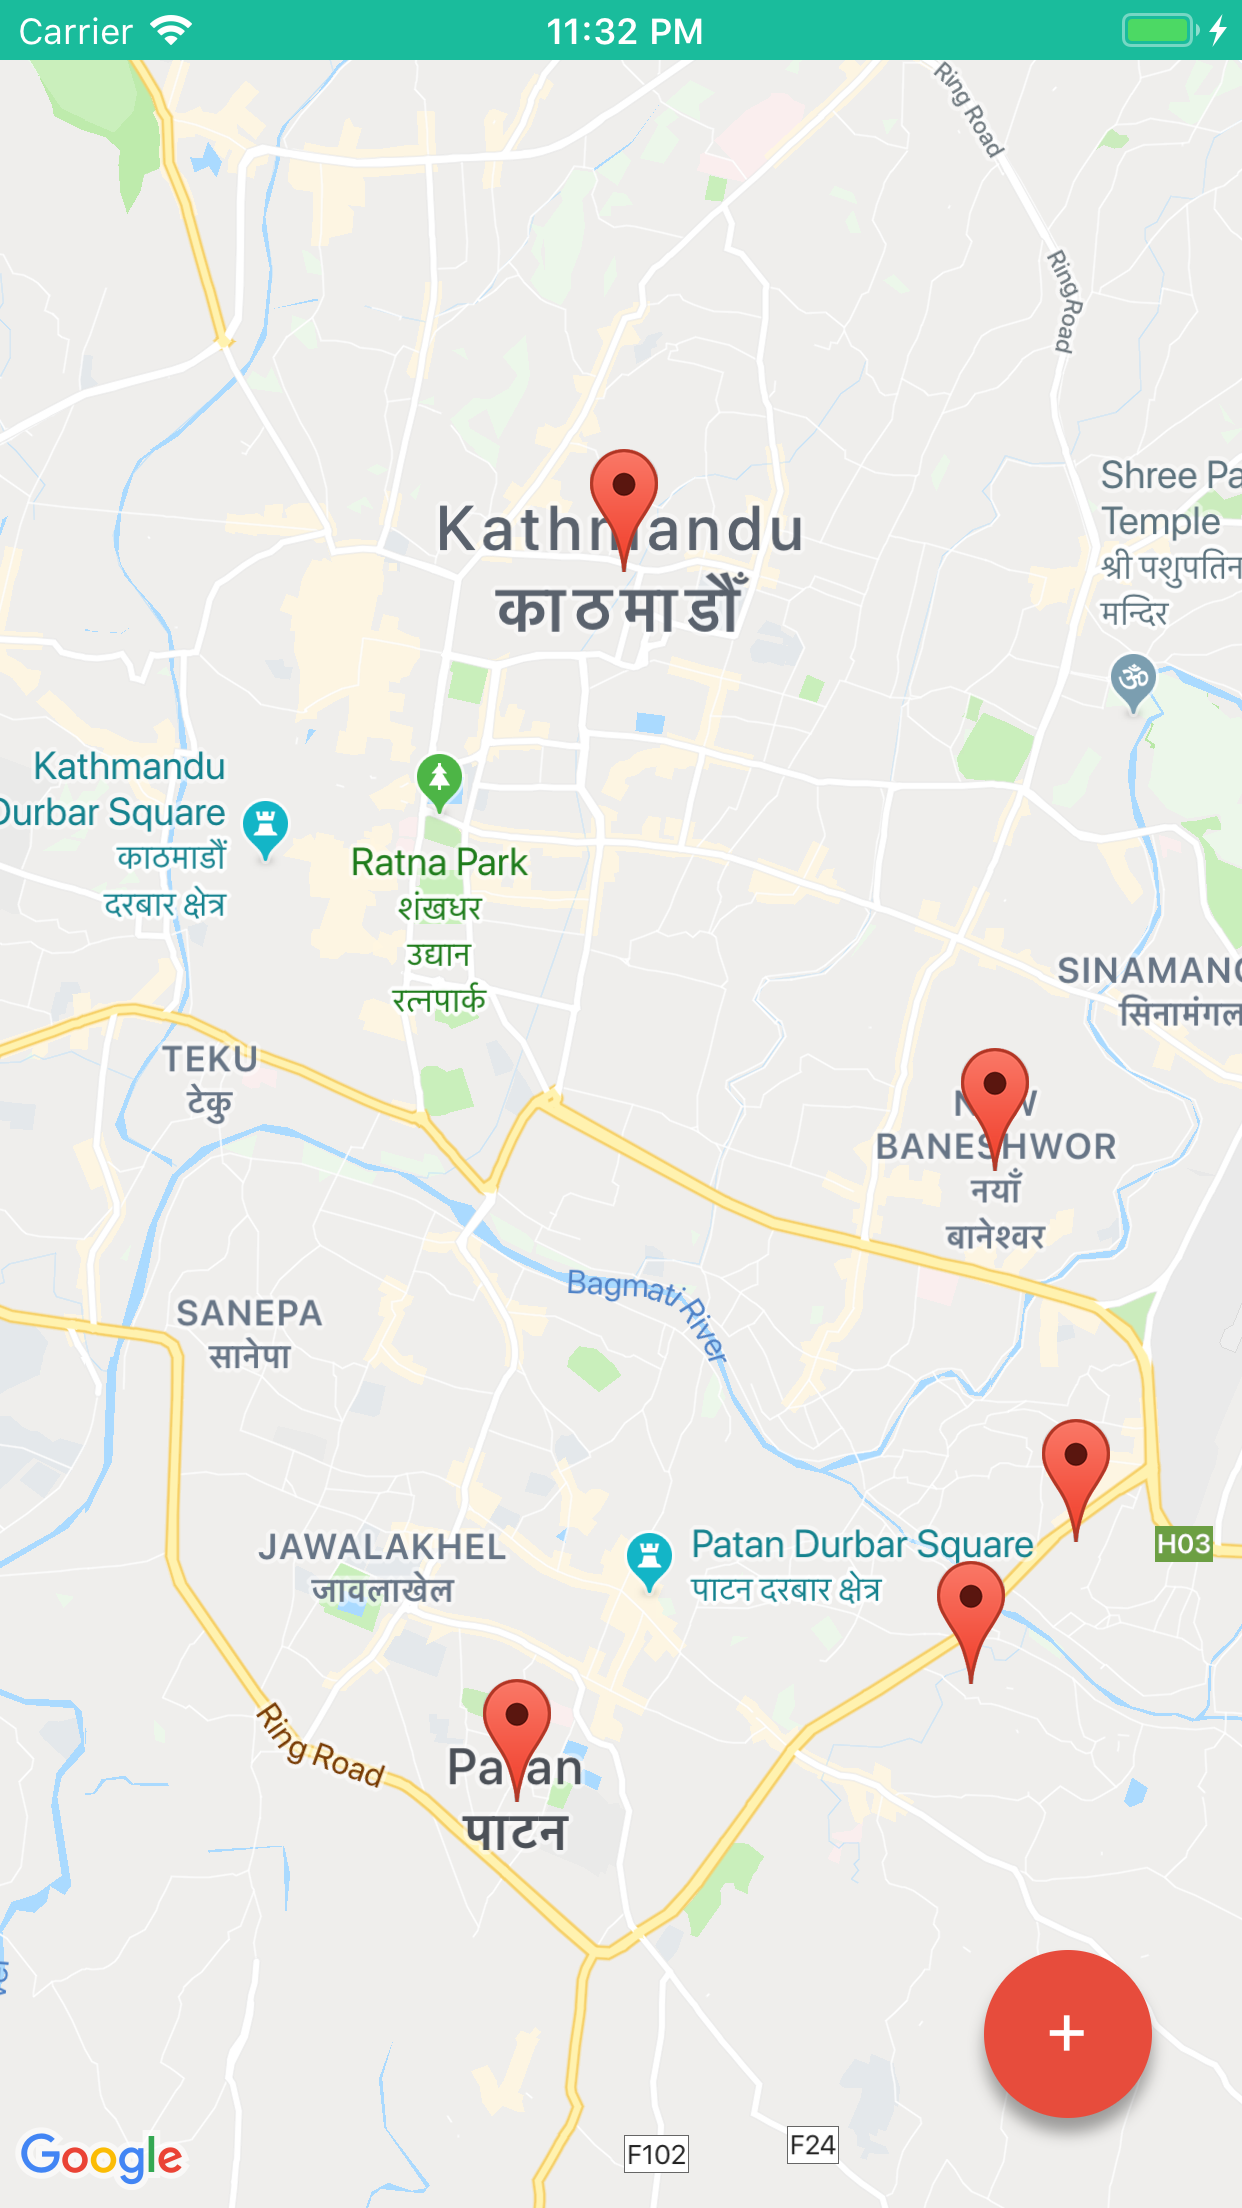 Carrier
11:32 PM
Ring Road
Ring Road
Shree Pa
Temple
श्री पशुपतिन
मन्दिर
Kathmandu
काठमाडौँ
Kathmandu
Durbar Square
काठमाडौं
दरबार क्षेत्र
Ratna Park
शंखधर
उद्यान
रत्नपार्क
SINAMANG
सिनामंगल
TEKU
टेकु
NEW
BANESHWOR
नयाँ
बानेश्वर
Bagmati River
SANEPA
सानेपा
JAWALAKHEL
जावलाखेल
Patan Durbar Square
पाटन दरबार क्षेत्र
H03
Ring Road
Patan
पाटन
+
F102
F24
Google